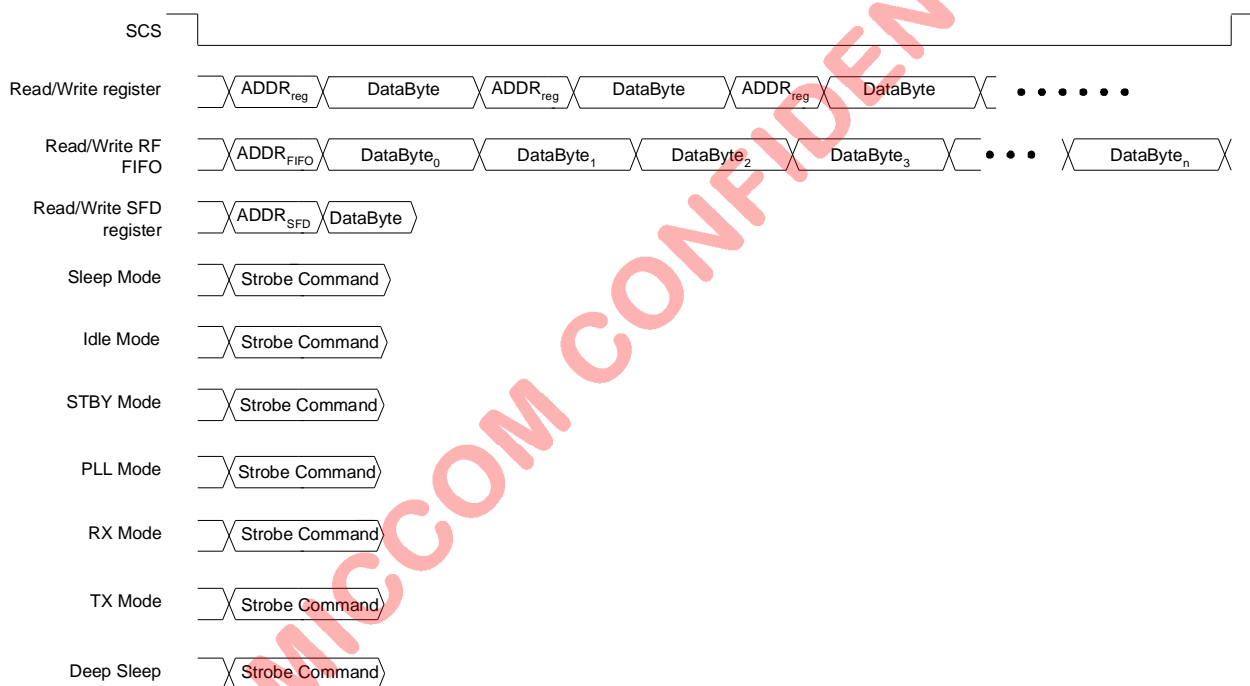 SCS
Read/Write register
ADDRreg DataByte ADDRreg DataByte ADDRreg DataByte
Read/Write RF
FIFO
ADDRFIFO DataByte0 DataByte1 DataByte2 DataByte3 DataByten
Read/Write SFD
register
ADDRSFD DataByte
Sleep Mode Strobe Command
Idle Mode Strobe Command
STBY Mode Strobe Command
PLL Mode Strobe Command
RX Mode Strobe Command
TX Mode Strobe Command
Deep Sleep Strobe Command
MICCOM CONFIDEN